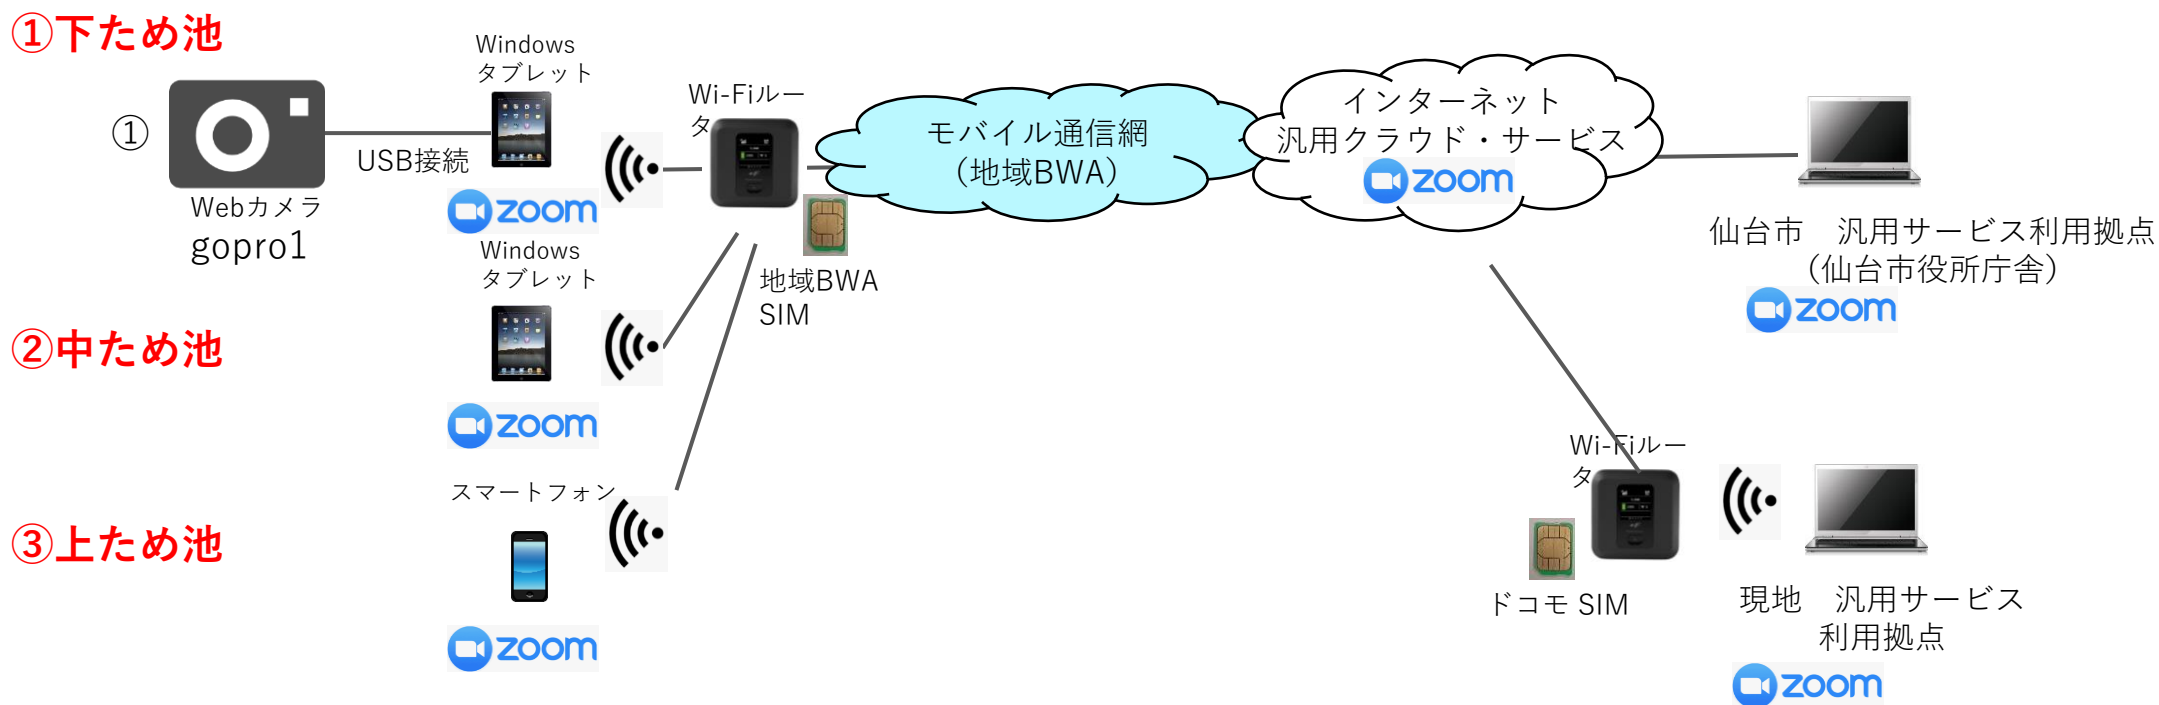 ①下ため池
①
Webカメラ
gopro1
USB接続
Windows
タブレット
zoom
Wi-Fiルー
タ
地域BWA
SIM
モバイル通信網
（地域BWA）
インターネット
汎用クラウド・サービス
zoom
仙台市　汎用サービス利用拠点
（仙台市役所庁舎）
zoom
②中ため池
Windows
タブレット
zoom
③上ため池
スマートフォン
zoom
Wi-Fiルー
タ
ドコモ SIM
現地　汎用サービス
利用拠点
zoom